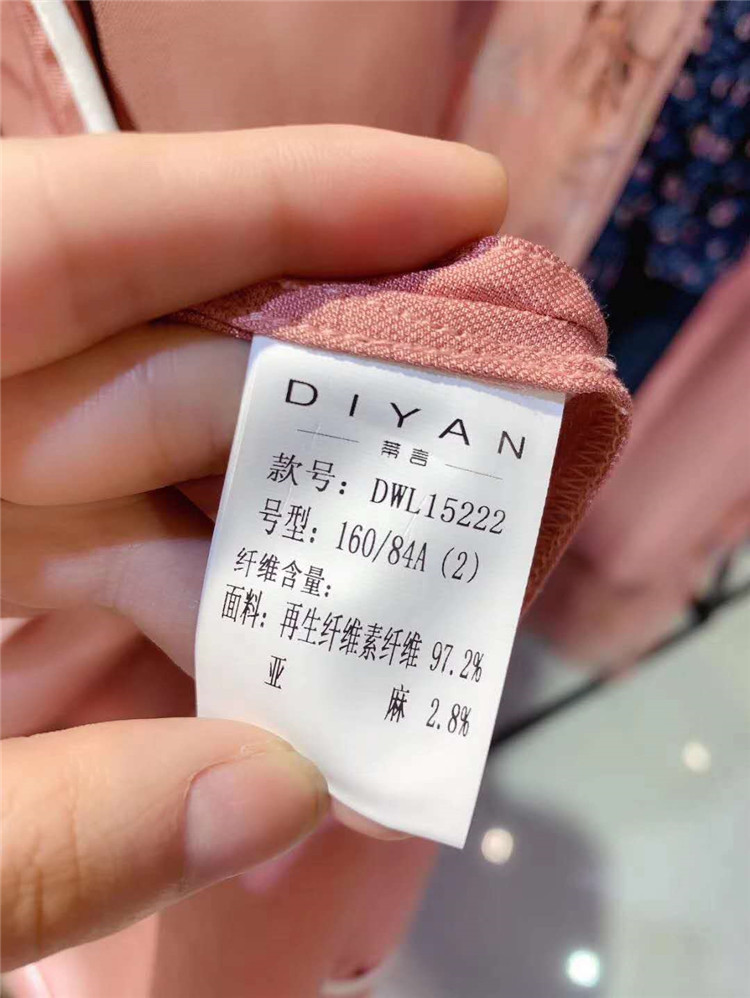 DIYAN
蒂言
款号: DWL15222
号型: 160/84A (2)
纤维含量:
面料: 再生纤维素纤维 97.2%
亚 麻 2.8%